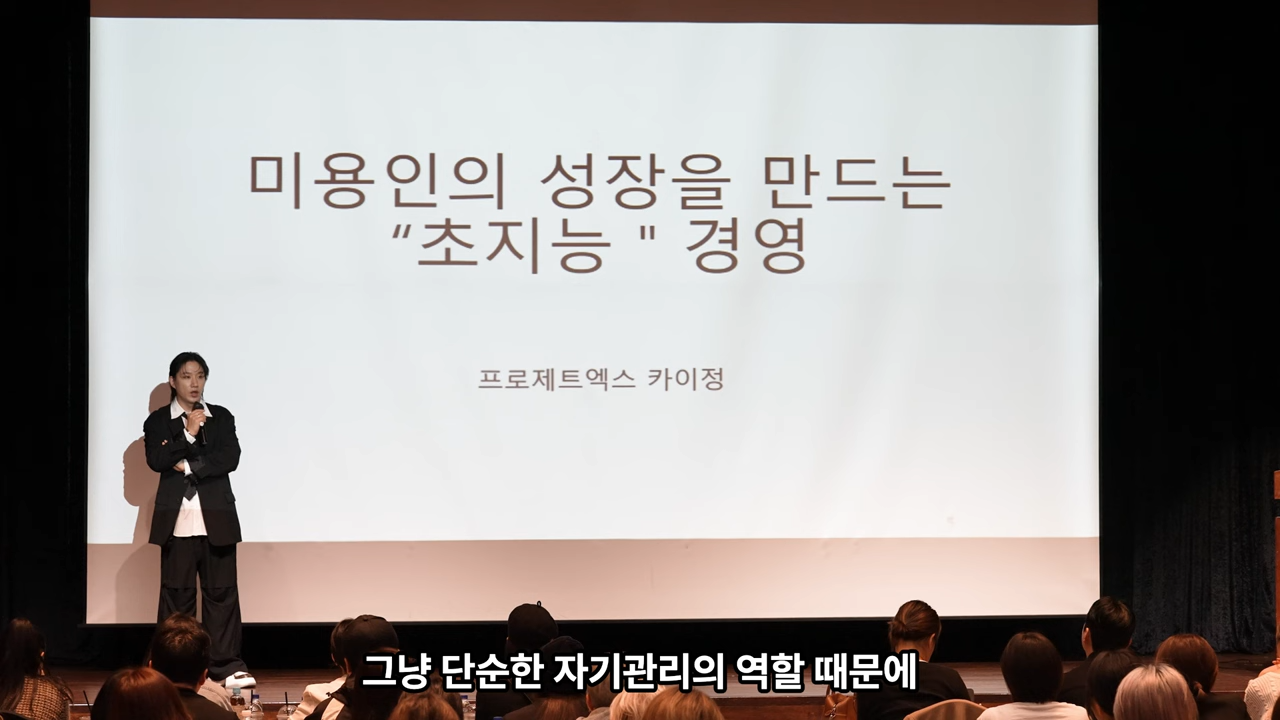 미용인의 성장을 만드는
“초지능 " 경영
프로제트엑스 카이정
그냥 단순한 자기관리의 역할 때문에